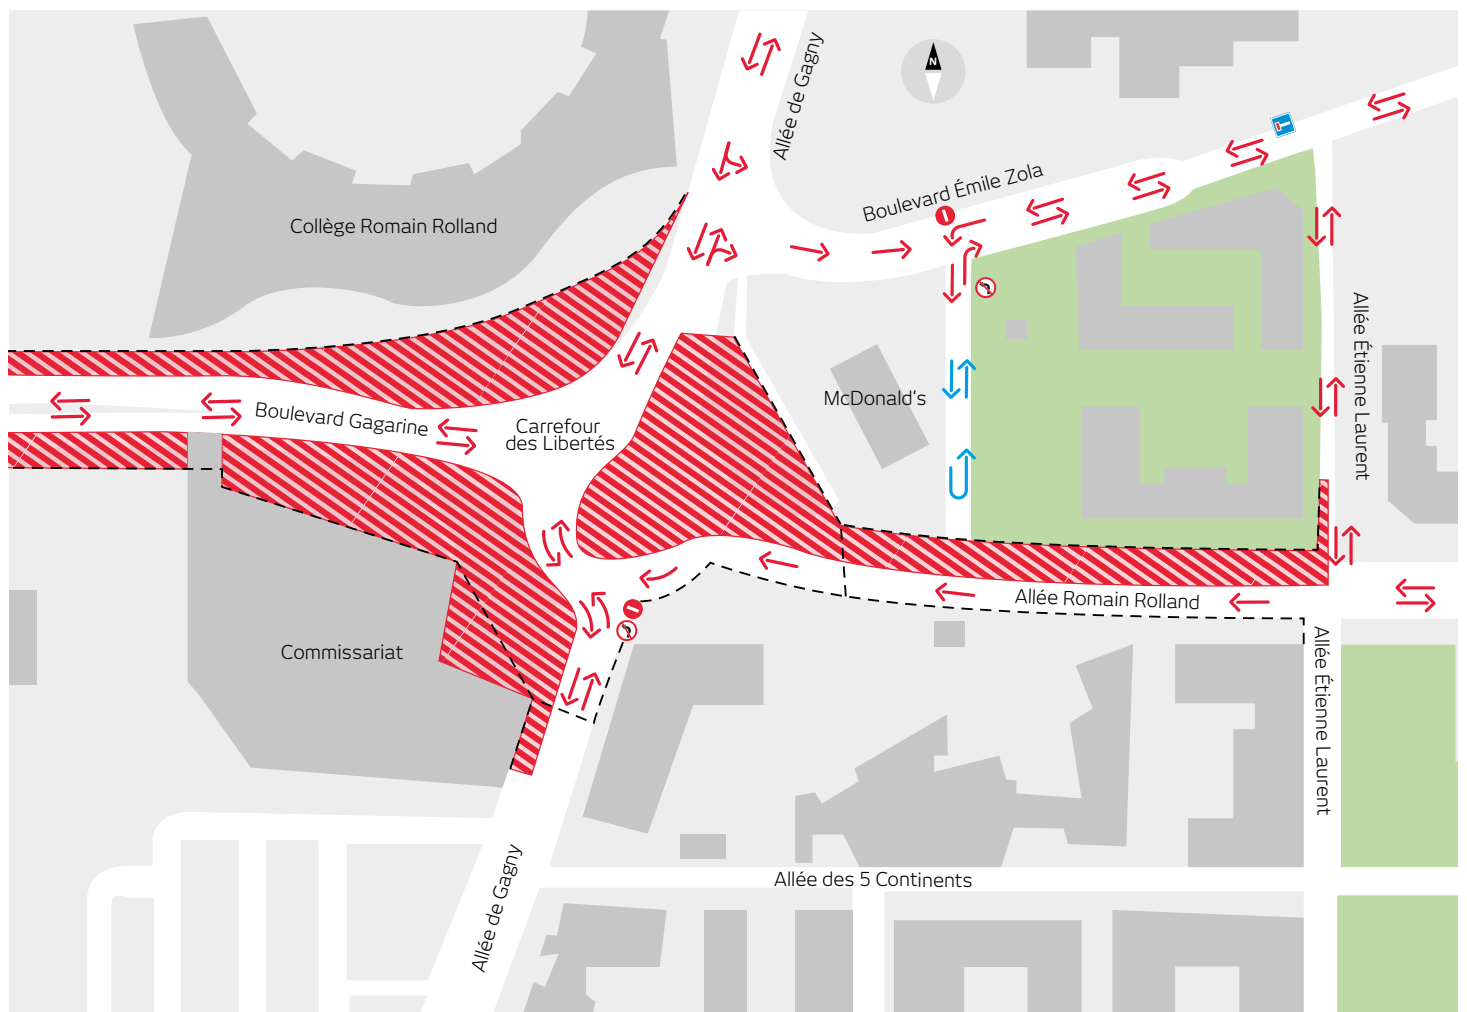 Allée de Gagny
N
Boulevard Émile Zola
Collège Romain Rolland
Allée Étienne Laurent
McDonald's
Boulevard Gagarine
Carrefour
des Libertés
Allée Romain Rolland
Commissariat
Allée Étienne Laurent
Allée de Gagny
Allée des 5 Continents